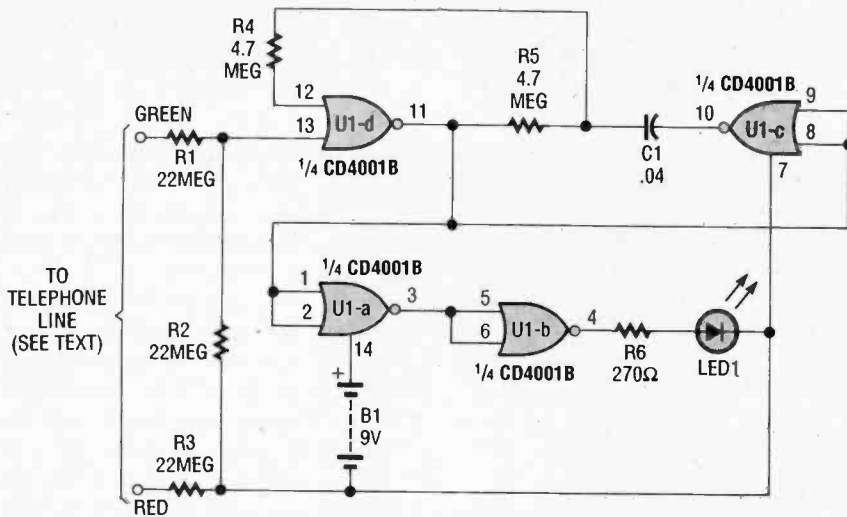 R4
4.7
MEG
12
13
U1-d
11
1/4 CD4001B
R5
4.7
MEG
C1
.04
1/4 CD4001B
10
U1-c
9
8
7
GREEN
R1
22MEG
TO
TELEPHONE
LINE
(SEE TEXT)
R2
22MEG
R3
22MEG
RED
1/4 CD4001B
1
2
U1-a
3
14
+
B1
9V
5
6
U1-b
4
1/4 CD4001B
R6
270Ω
LED1